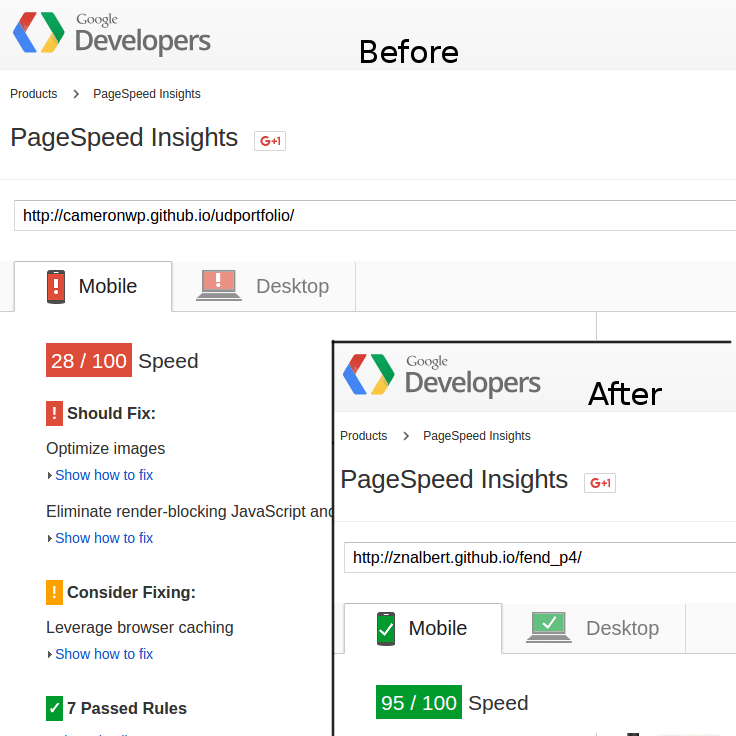 Google
Developers
Before
Products > PageSpeed Insights
PageSpeed Insights G+1
http://cameronwp.github.io/udportfolio/
! Mobile ! Desktop
28 / 100 Speed
! Should Fix:
Optimize images
Show how to fix
Eliminate render-blocking JavaScript and
Show how to fix
! Consider Fixing:
Leverage browser caching
Show how to fix
✓ 7 Passed Rules
Google
Developers
After
Products > PageSpeed Insights
PageSpeed Insights G+1
http://znalbert.github.io/fend_p4/
Mobile Desktop
95 / 100 Speed